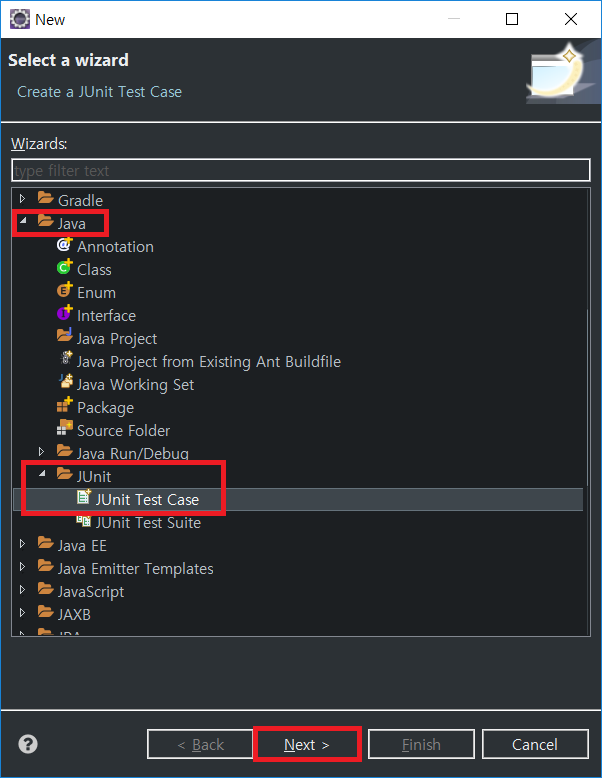 New
Select a wizard
Create a JUnit Test Case
Wizards:
type filter text
Gradle
Java
Annotation
Class
Enum
Interface
Java Project
Java Project from Existing Ant Buildfile
Java Working Set
Package
Source Folder
Java Run/Debug
JUnit
JUnit Test Case
JUnit Test Suite
Java EE
Java Emitter Templates
JavaScript
JAXB
JPA
< Back
Next >
Finish
Cancel